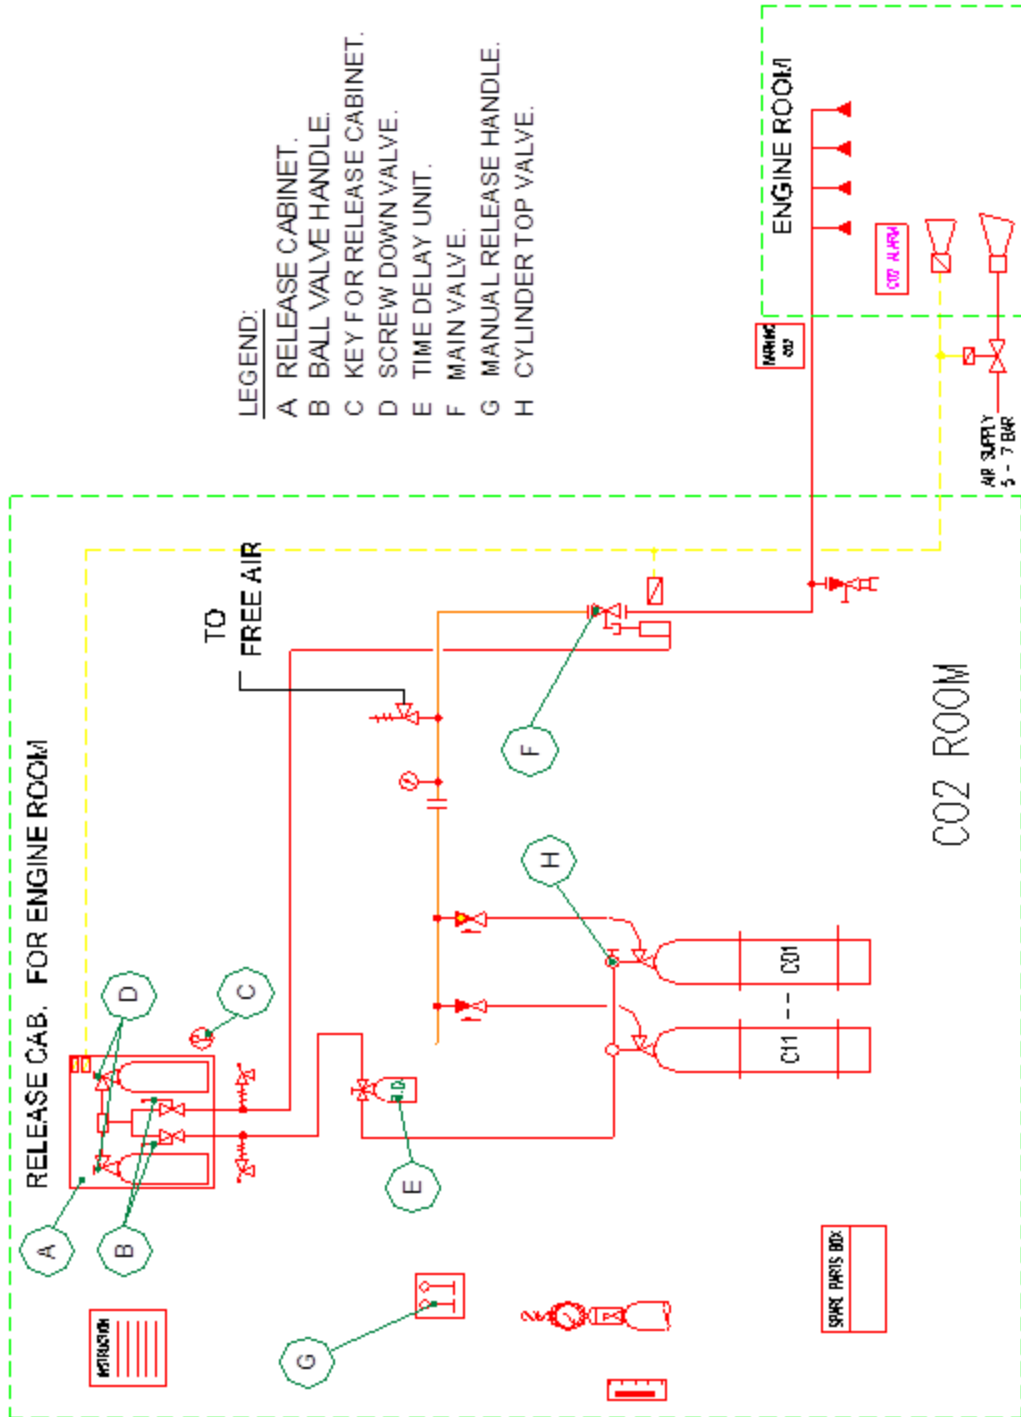 RELEASE CAB. FOR ENGINE ROOM
INSTRUCTION
A
B
D
C
G
E
H
F
TO
FREE AIR
C11 -- C01
SPARE PARTS BOX
CO2 ROOM
LEGEND:
A RELEASE CABINET.
B BALL VALVE HANDLE.
C KEY FOR RELEASE CABINET.
D SCREW DOWN VALVE.
E TIME DELAY UNIT.
F MAIN VALVE.
G MANUAL RELEASE HANDLE.
H CYLINDER TOP VALVE.
ENGINE ROOM
WARNING
CO2
CO2 ALARM
AIR SUPPLY
5 - 7 BAR